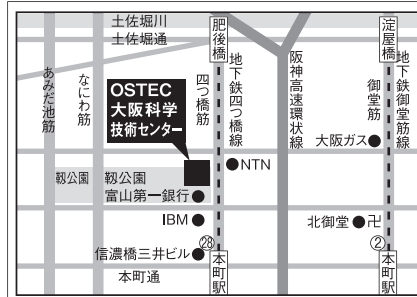 土佐堀川
土佐堀通
肥後橋
淀屋橋
あみだ池筋
なにわ筋
OSTEC
大阪科学
技術センター
四つ橋筋
地下鉄四つ橋線
阪神高速環状線
御堂筋
地下鉄御堂筋線
大阪ガス
NTN
靭公園
靭公園
富山第一銀行
IBM
北御堂
卍
信濃橋三井ビル
㉘
②
本町通
本町駅
本町駅